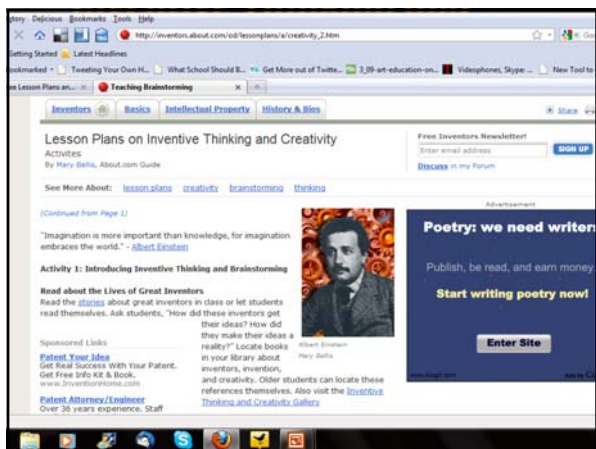 story Delicious Bookmarks Tools Help
http://inventors.about.com/od/lessonplans/a/creativity_2.htm
Getting Started Latest Headlines
ookmarked Tweeting Your Own H... What School Should B... Get More out of Twitte... 3_09-art-education-on... Videophones, Skype: ... New Tool to
ee Lesson Plans an... Teaching Brainstorming
Inventors Basics Intellectual Property History & Bios Share
Lesson Plans on Inventive Thinking and Creativity
Activites
By Mary Bellis, About.com Guide
Free Inventors Newsletter!
Enter email address SIGN UP
Discuss in my Forum
See More About: lesson plans creativity brainstorming thinking
(Continued from Page 1)
"Imagination is more important than knowledge, for imagination
embraces the world." - Albert Einstein
Activity 1: Introducing Inventive Thinking and Brainstorming
Read about the Lives of Great Inventors
Read the stories about great inventors in class or let students
read themselves. Ask students, "How did these inventors get
their ideas? How did
they make their ideas a
reality?" Locate books
in your library about
inventors, invention,
and creativity. Older students can locate these
references themselves. Also visit the Inventive
Thinking and Creativity Gallery
Albert Einstein
Mary Bellis
Sponsored Links
Patent Your Idea
Get Real Success With Your Patent.
Get Free Info Kit & Book.
www.InventionHome.com
Patent Attorney/Engineer
Over 36 years experience. Staff
Advertisement
Poetry: we need writers
Publish, be read, and earn money.
Start writing poetry now!
Enter Site